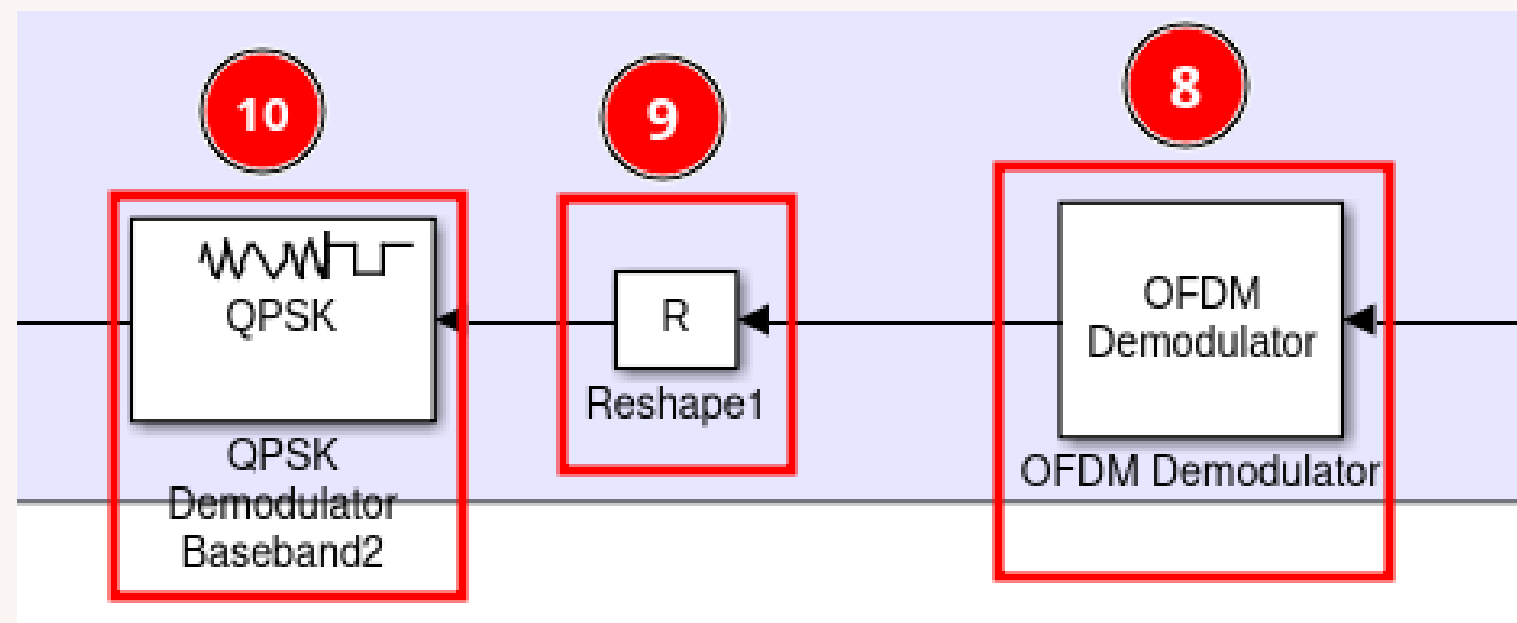 10
9
8
QPSK
QPSK
Demodulator
Baseband2
R
Reshape1
OFDM
Demodulator
OFDM Demodulator